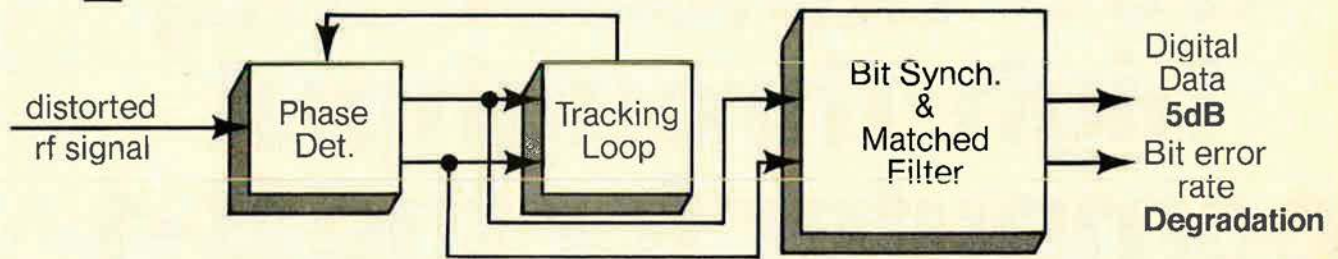 distorted
rf signal
Phase
Det.
Tracking
Loop
Bit Synch.
&
Matched
Filter
Digital
Data
5dB
Bit error
rate
Degradation